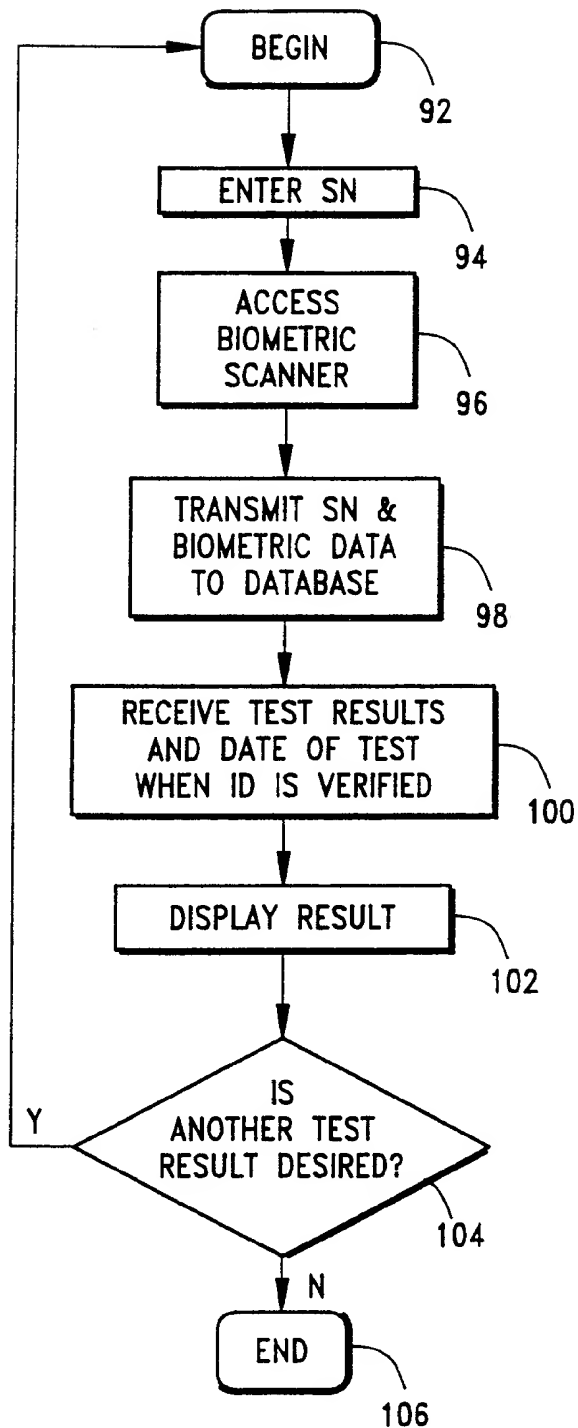 BEGIN
92
ENTER SN
94
ACCESS
BIOMETRIC
SCANNER
96
TRANSMIT SN &
BIOMETRIC DATA
TO DATABASE
98
RECEIVE TEST RESULTS
AND DATE OF TEST
WHEN ID IS VERIFIED
100
DISPLAY RESULT
102
IS
ANOTHER TEST
RESULT DESIRED?
Y
104
N
END
106